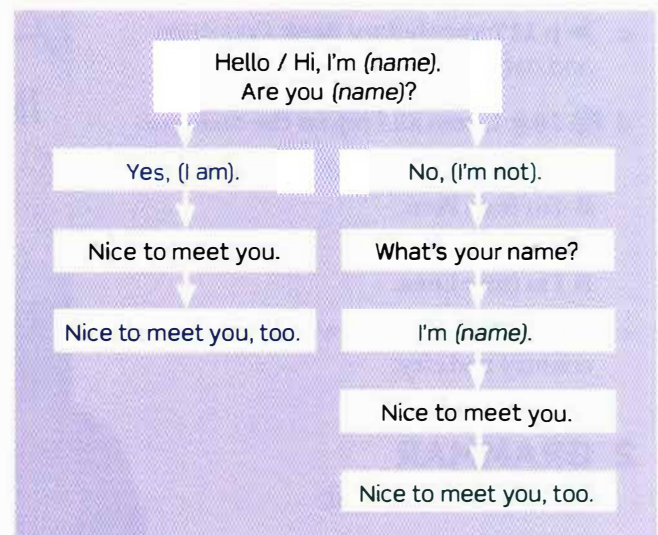 Hello / Hi, I'm (name).
Are you (name)?
Yes, (I am).
Nice to meet you.
Nice to meet you, too.
No, (I'm not).
What's your name?
I'm (name).
Nice to meet you.
Nice to meet you, too.